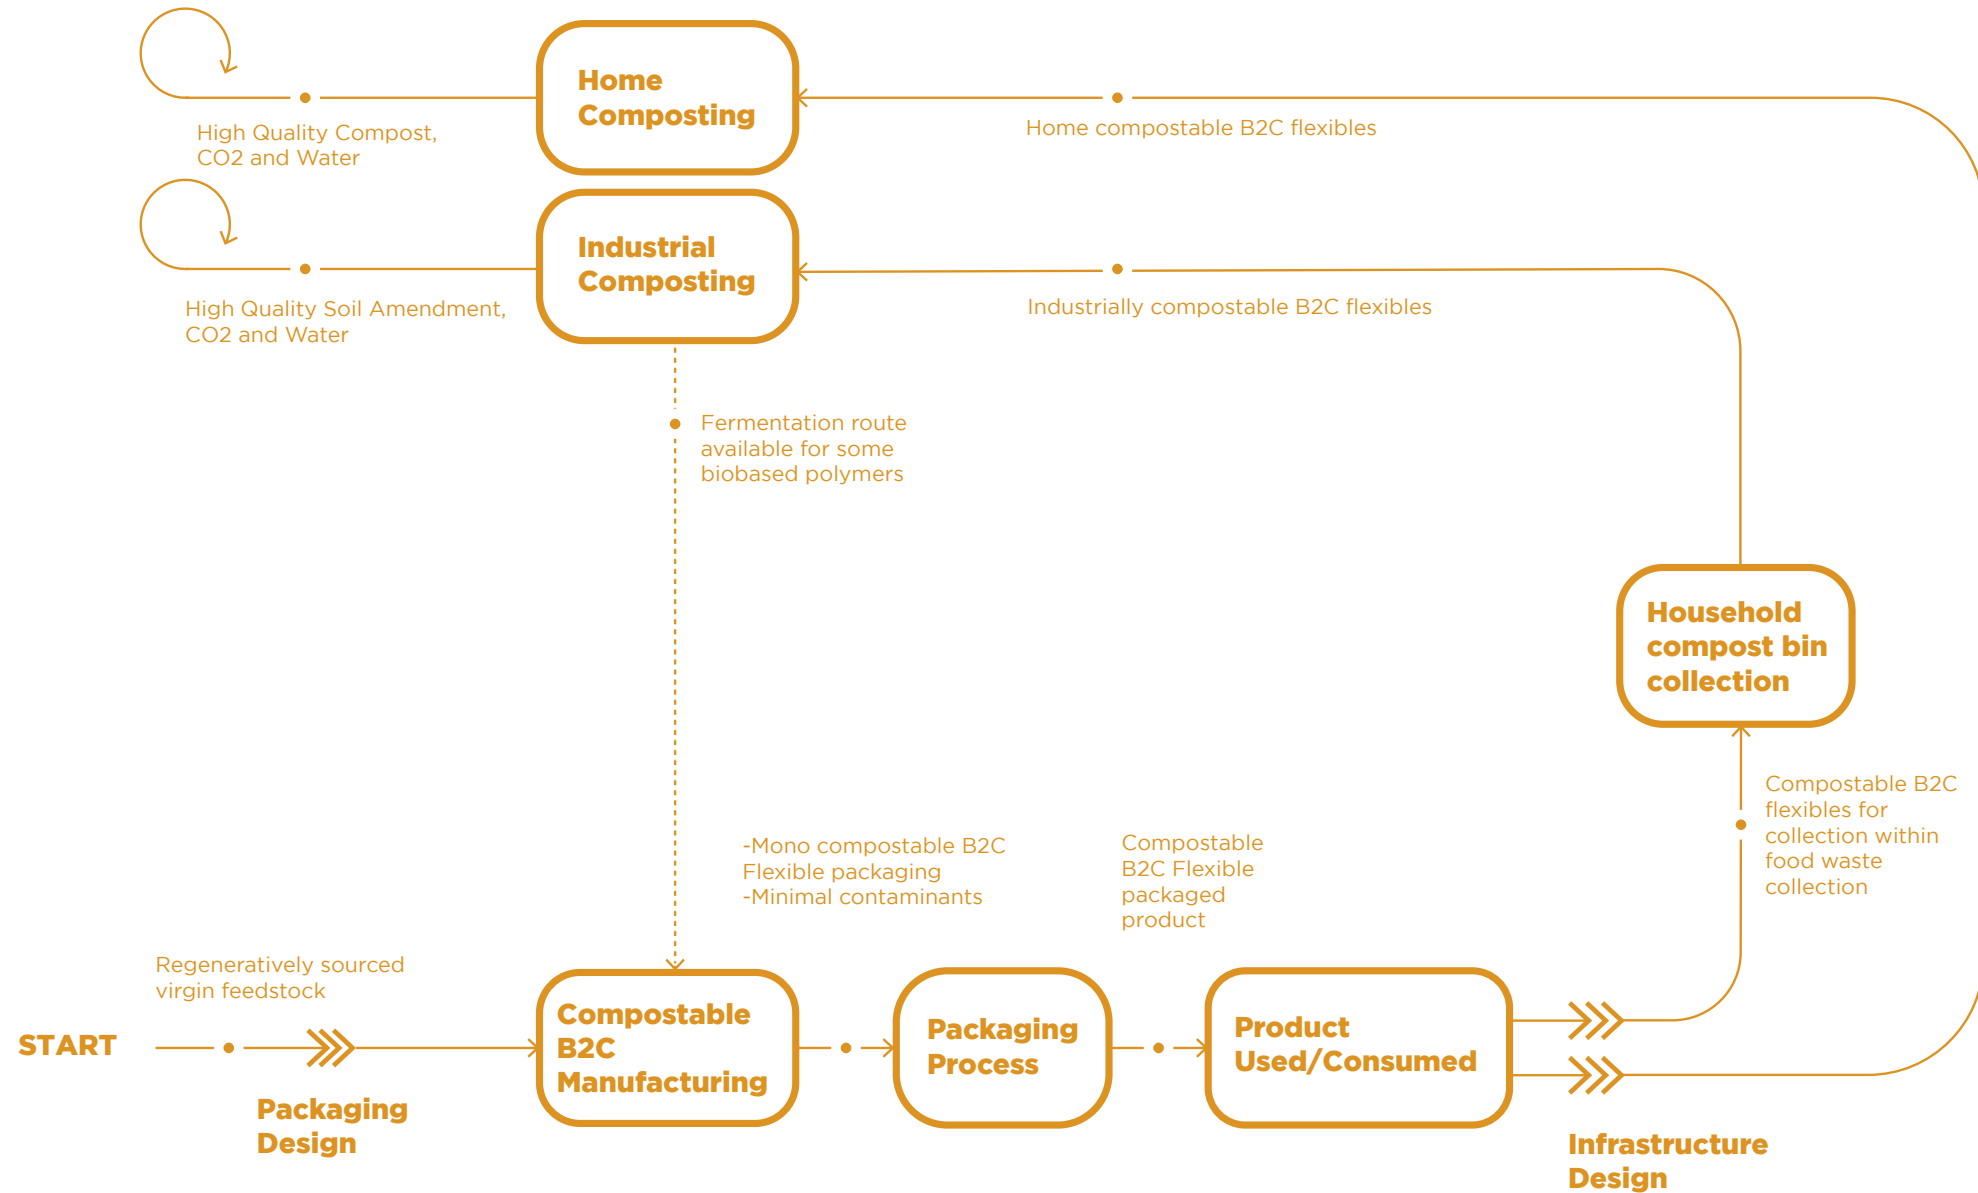 Home
Composting
High Quality Compost,
CO2 and Water
Home compostable B2C flexibles
Industrial
Composting
High Quality Soil Amendment,
CO2 and Water
Industrially compostable B2C flexibles
Fermentation route
available for some
biobased polymers
Household
compost bin
collection
Compostable B2C
flexibles for
collection within
food waste
collection
-Mono compostable B2C
Flexible packaging
-Minimal contaminants
Compostable
B2C Flexible
packaged
product
Regeneratively sourced
virgin feedstock
START
Packaging
Design
Compostable
B2C
Manufacturing
Packaging
Process
Product
Used/Consumed
Infrastructure
Design